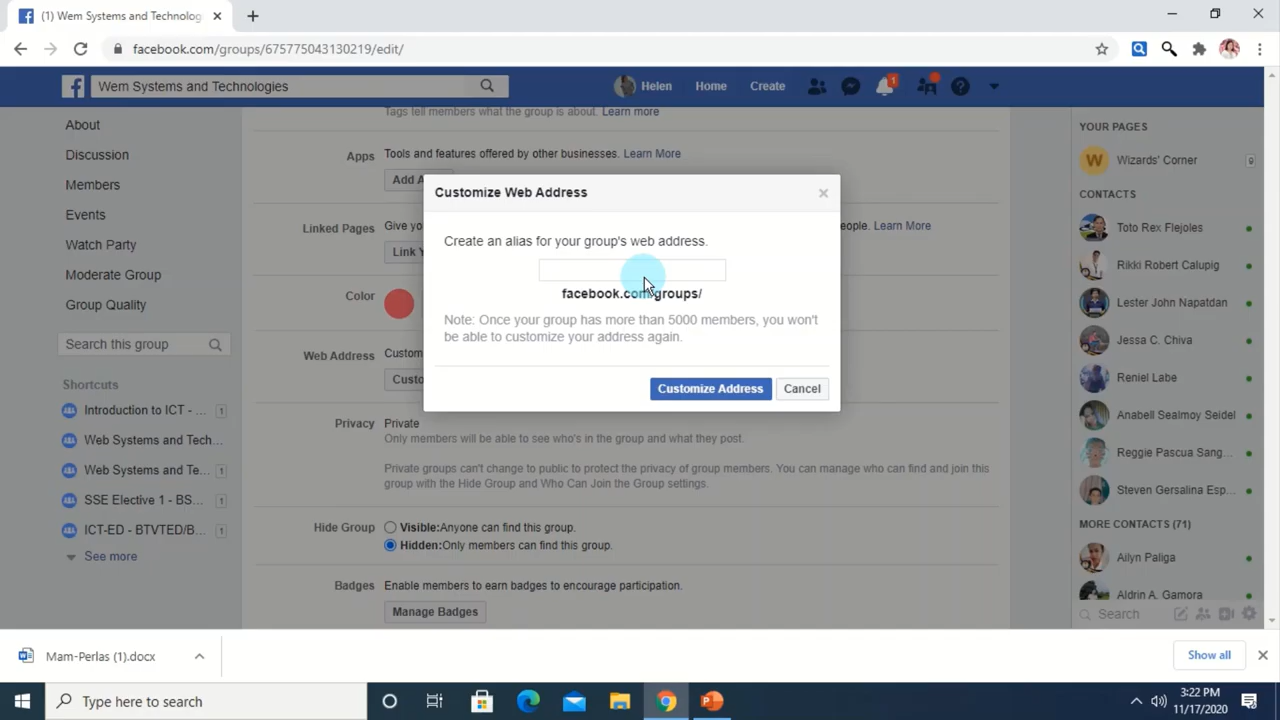 (1) Wem Systems and Technolog
facebook.com/groups/675775043130219/edit/
Wem Systems and Technologies
Helen
Home
Create
1
About
Discussion
Members
Events
Watch Party
Moderate Group
Group Quality
Search this group
Shortcuts
Introduction to ICT - ... 1
Web Systems and Tech...
Web Systems and Te... 1
SSE Elective 1 - BS... 1
ICT-ED - BTVTED/B... 1
See more
Tags tell members what the group is about. Learn more
Apps
Tools and features offered by other businesses. Learn More
Add A
Linked Pages
Give yo
eople. Learn More
Link Y
Color
Web Address
Custom
Custo
Privacy
Private
Only members will be able to see who's in the group and what they post.
Private groups can't change to public to protect the privacy of group members. You can manage who can find and join this
group with the Hide Group and Who Can Join the Group settings.
Hide Group
Visible:Anyone can find this group.
Hidden:Only members can find this group.
Badges
Enable members to earn badges to encourage participation.
Manage Badges
Customize Web Address
Create an alias for your group's web address.
facebook.com/groups/
Note: Once your group has more than 5000 members, you won't
be able to customize your address again.
Customize Address
Cancel
YOUR PAGES
W
Wizards' Corner
CONTACTS
Toto Rex Flejoles
Rikki Robert Calupig
Lester John Napatdan
Jessa C. Chiva
Reniel Labe
Anabell Sealmoy Seidel
Reggie Pascua Sang...
Steven Gersalina Esp...
MORE CONTACTS (71)
Ailyn Paliga
Aldrin A. Gamora
Search
Mam-Perlas (1).docx
Show all
Type here to search
3:22 PM
11/17/2020